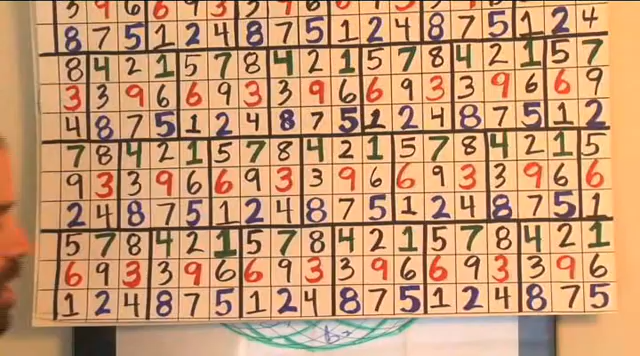 8 7 5 1 2 4 8 7 5 1 2 4 8 7 5 1 2 4
8 4 2 1 5 7 8 4 2 1 5 7 8 4 2 1 5 7
3 3 9 6 6 9 3 3 9 6 6 9 3 3 9 6 6 9
4 8 7 5 1 2 4 8 7 5 1 2 4 8 7 5 1 2
7 8 4 2 1 5 7 8 4 2 1 5 7 8 4 2 1 5
9 3 3 9 6 6 9 3 3 9 6 6 9 3 3 9 6 6
2 4 8 7 5 1 2 4 8 7 5 1 2 4 8 7 5 1
5 7 8 4 2 1 5 7 8 4 2 1 5 7 8 4 2 1
6 9 3 3 9 6 6 9 3 3 9 6 6 9 3 3 9 6
1 2 4 8 7 5 1 2 4 8 7 5 1 2 4 8 7 5